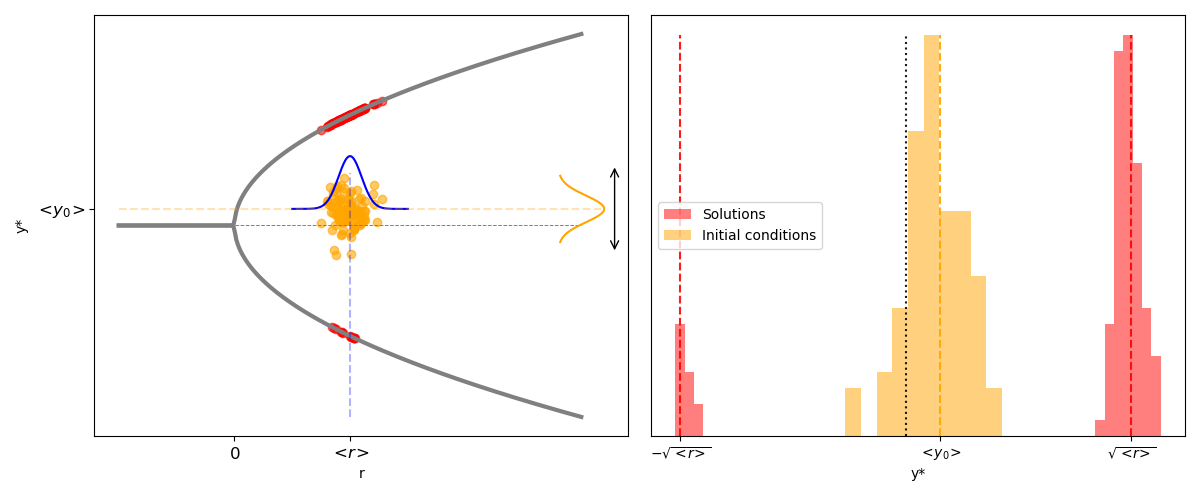 <y₀>
y*
0
<r>
r
Solutions
Initial conditions
−√<r>
<y₀>
√<r>
y*